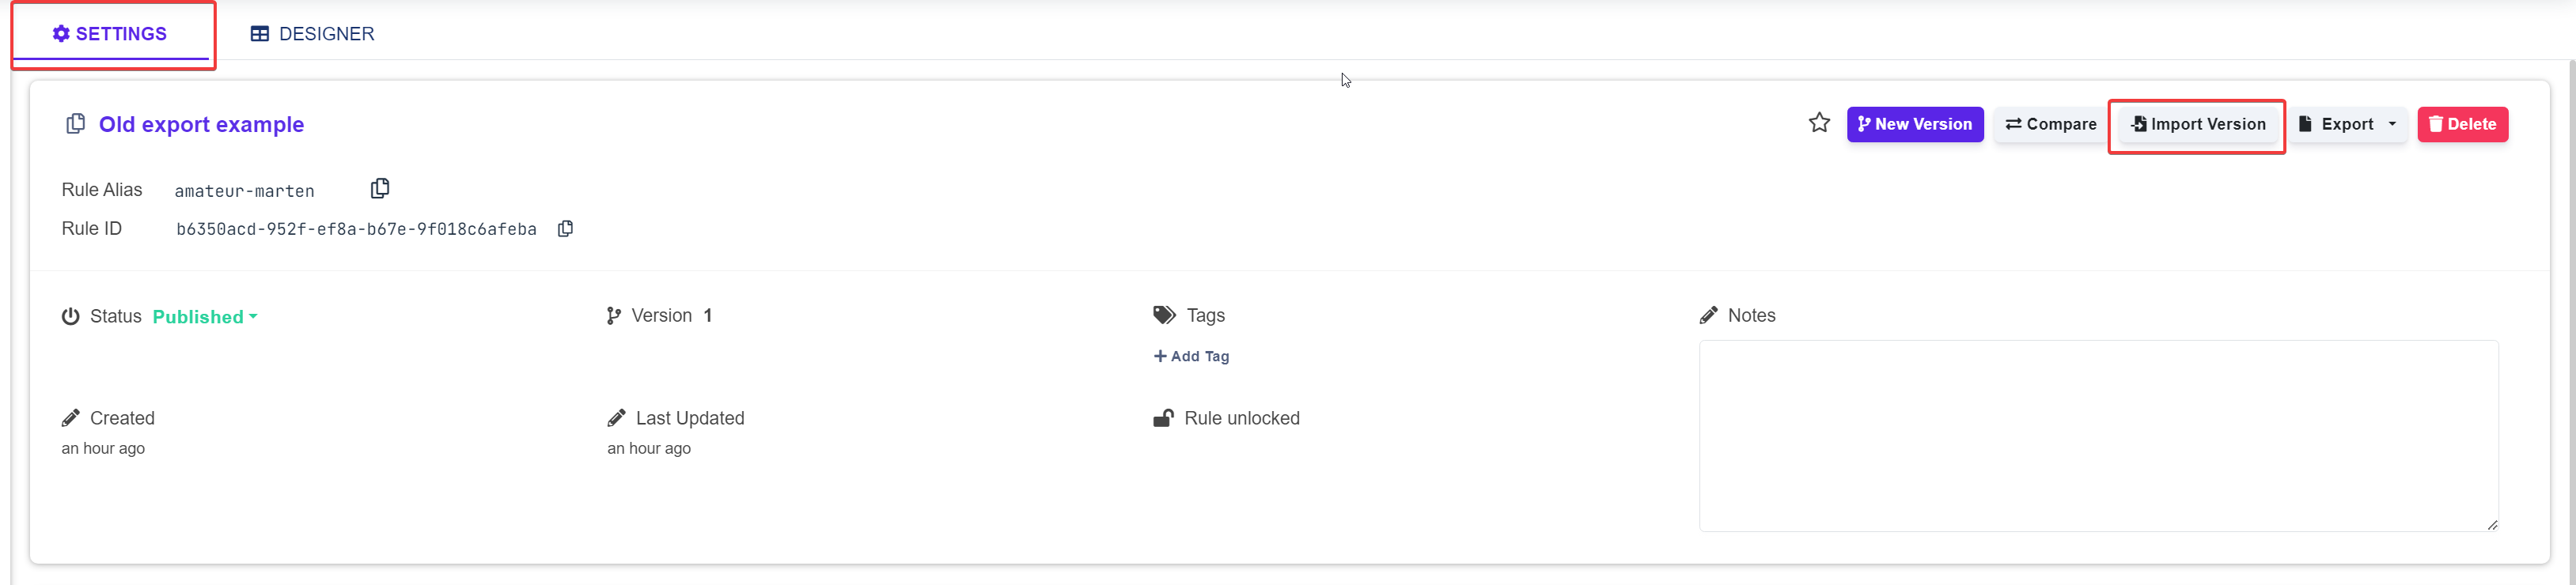 SETTINGS DESIGNER
Old export example New Version Compare Import Version Export Delete
Rule Alias amateur-marten
Rule ID b6350acd-952f-ef8a-b67e-9f018c6afeba
Status Published Version 1 Tags Notes
+ Add Tag
Created Last Updated Rule unlocked
an hour ago an hour ago